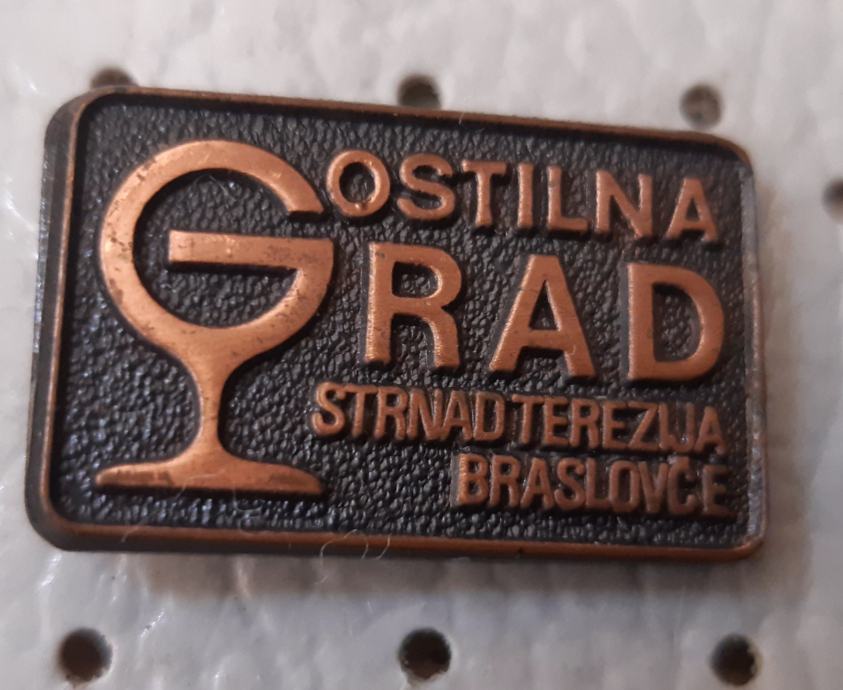 GOSTILNA
GRAD
STRNAD TEREZIJA
BRASLOVČE